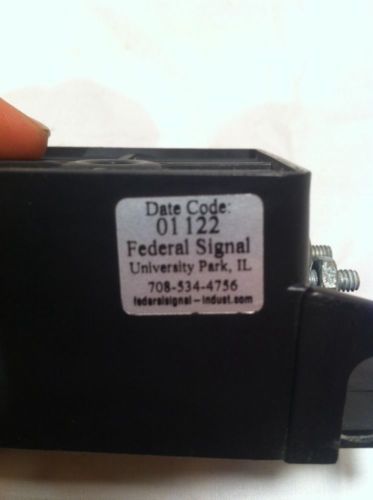 Date Code:
01122
Federal Signal
University Park, IL
708-534-4756
federalsignal-indust.com